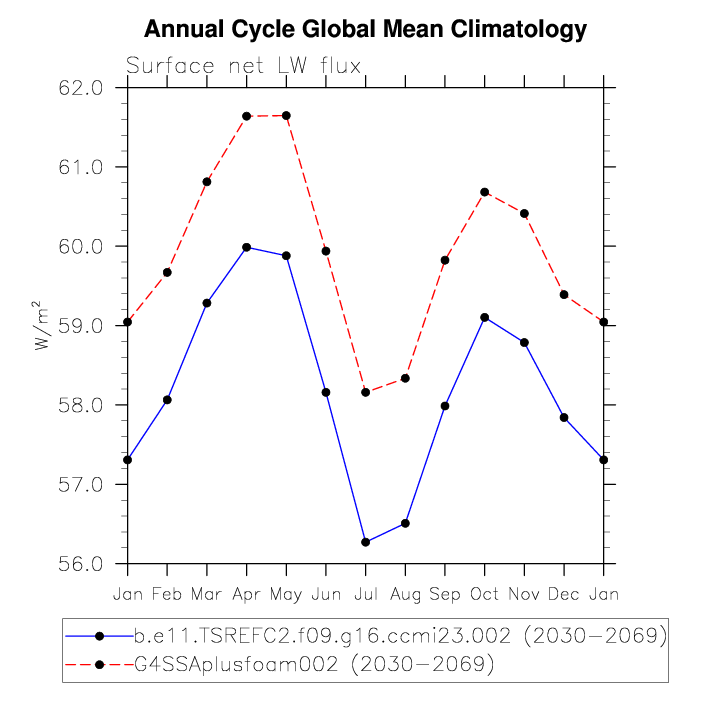 Annual Cycle Global Mean Climatology
Surface net LW flux
62.0
61.0
60.0
59.0
58.0
57.0
56.0
W/m²
Jan Feb Mar Apr May Jun Jul Aug Sep Oct Nov Dec Jan
b.e11.TSREFC2.f09.g16.ccmi23.002 (2030-2069)
G4SSAplusfoam002 (2030-2069)